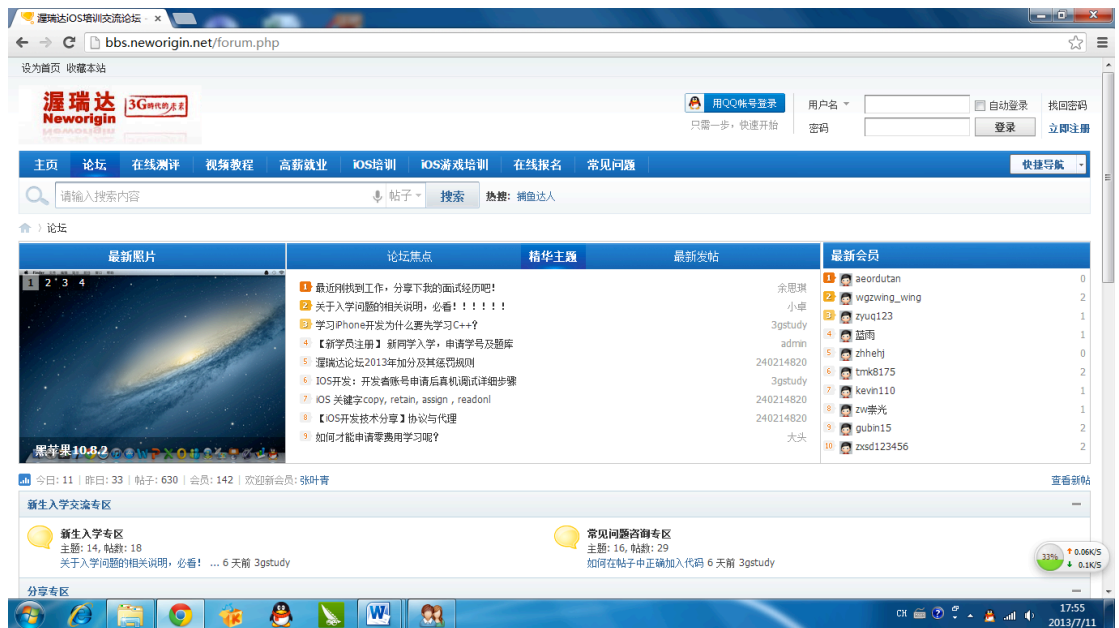 渥瑞达iOS培训交流论坛 -
bbs.neworigin.net/forum.php
设为首页 收藏本站
渥瑞达 3G时代的未来
Neworigin
用QQ帐号登录 用户名 自动登录 找回密码
只需一步，快速开始 密码 登录 立即注册
主页 论坛 在线测评 视频教程 高薪就业 iOS培训 iOS游戏培训 在线报名 常见问题 快捷导航
请输入搜索内容 帖子 搜索 热搜: 捕鱼达人
论坛
最新照片 论坛焦点 精华主题 最新发帖 最新会员
1 2 3 4
黑苹果10.8.2
1 最近刚找到工作，分享下我的面试经历吧! 余思琪
2 关于入学问题的相关说明，必看！！！！！！ 小卓
3 学习iPhone开发为什么要先学习C++? 3gstudy
4 【新学员注册】新同学入学，申请学号及题库 admin
5 渥瑞达论坛2013年加分及其惩罚规则 240214820
6 IOS开发：开发者账号申请后真机调试详细步骤 3gstudy
7 iOS 关键字copy, retain, assign , readonl 240214820
8 【iOS开发技术分享】协议与代理 240214820
9 如何才能申请零费用学习呢? 大头
1 aeordutan 0
2 wgzwing_wing 2
3 zyuq123 1
4 蓝雨 1
5 zhhehj 0
6 tmk8175 2
7 kevin110 1
8 zw崇光 1
9 gubin15 2
10 zxsd123456 2
今日: 11 | 昨日: 33 | 帖子: 630 | 会员: 142 | 欢迎新会员: 张叶青 查看新帖
新生入学交流专区
新生入学专区
主题: 14, 帖数: 18
关于入学问题的相关说明，必看！ ... 6 天前 3gstudy
常见问题咨询专区
主题: 16, 帖数: 29
如何在帖子中正确加入代码 6 天前 3gstudy
33% 0.06K/S
0.1K/S
分享专区
CH 17:55
2013/7/11